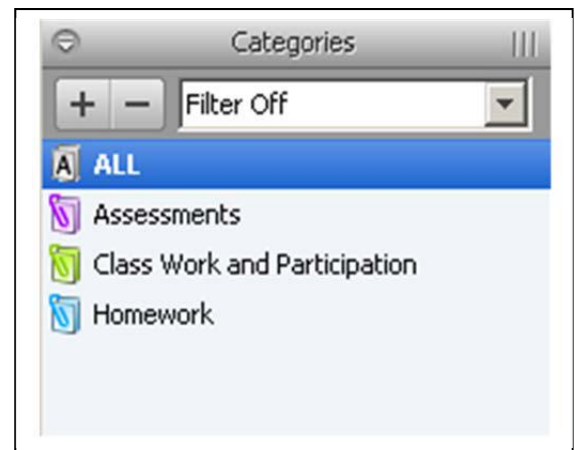 Categories
+ - Filter Off
A ALL
Assessments
Class Work and Participation
Homework